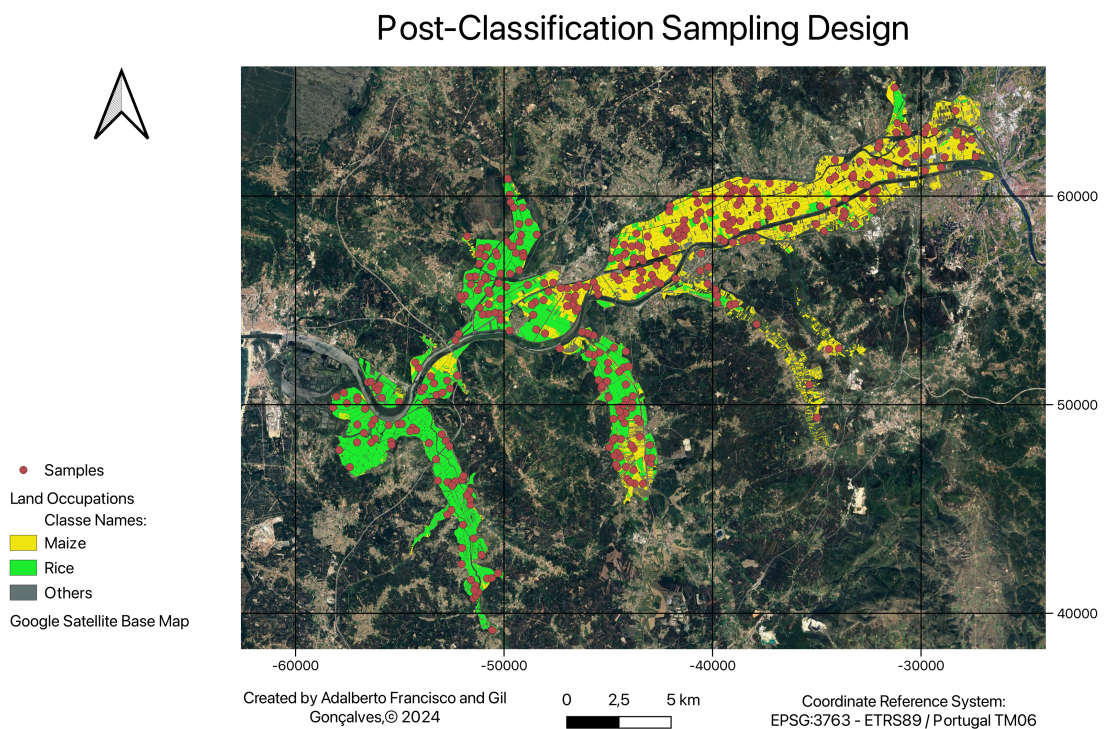 Post-Classification Sampling Design
60000
50000
40000
-60000
-50000
-40000
-30000
Samples
Land Occupations
Classe Names:
Maize
Rice
Others
Google Satellite Base Map
Created by Adalberto Francisco and Gil
Gonçalves,© 2024
0 2,5 5 km
Coordinate Reference System:
EPSG:3763 - ETRS89 / Portugal TM06